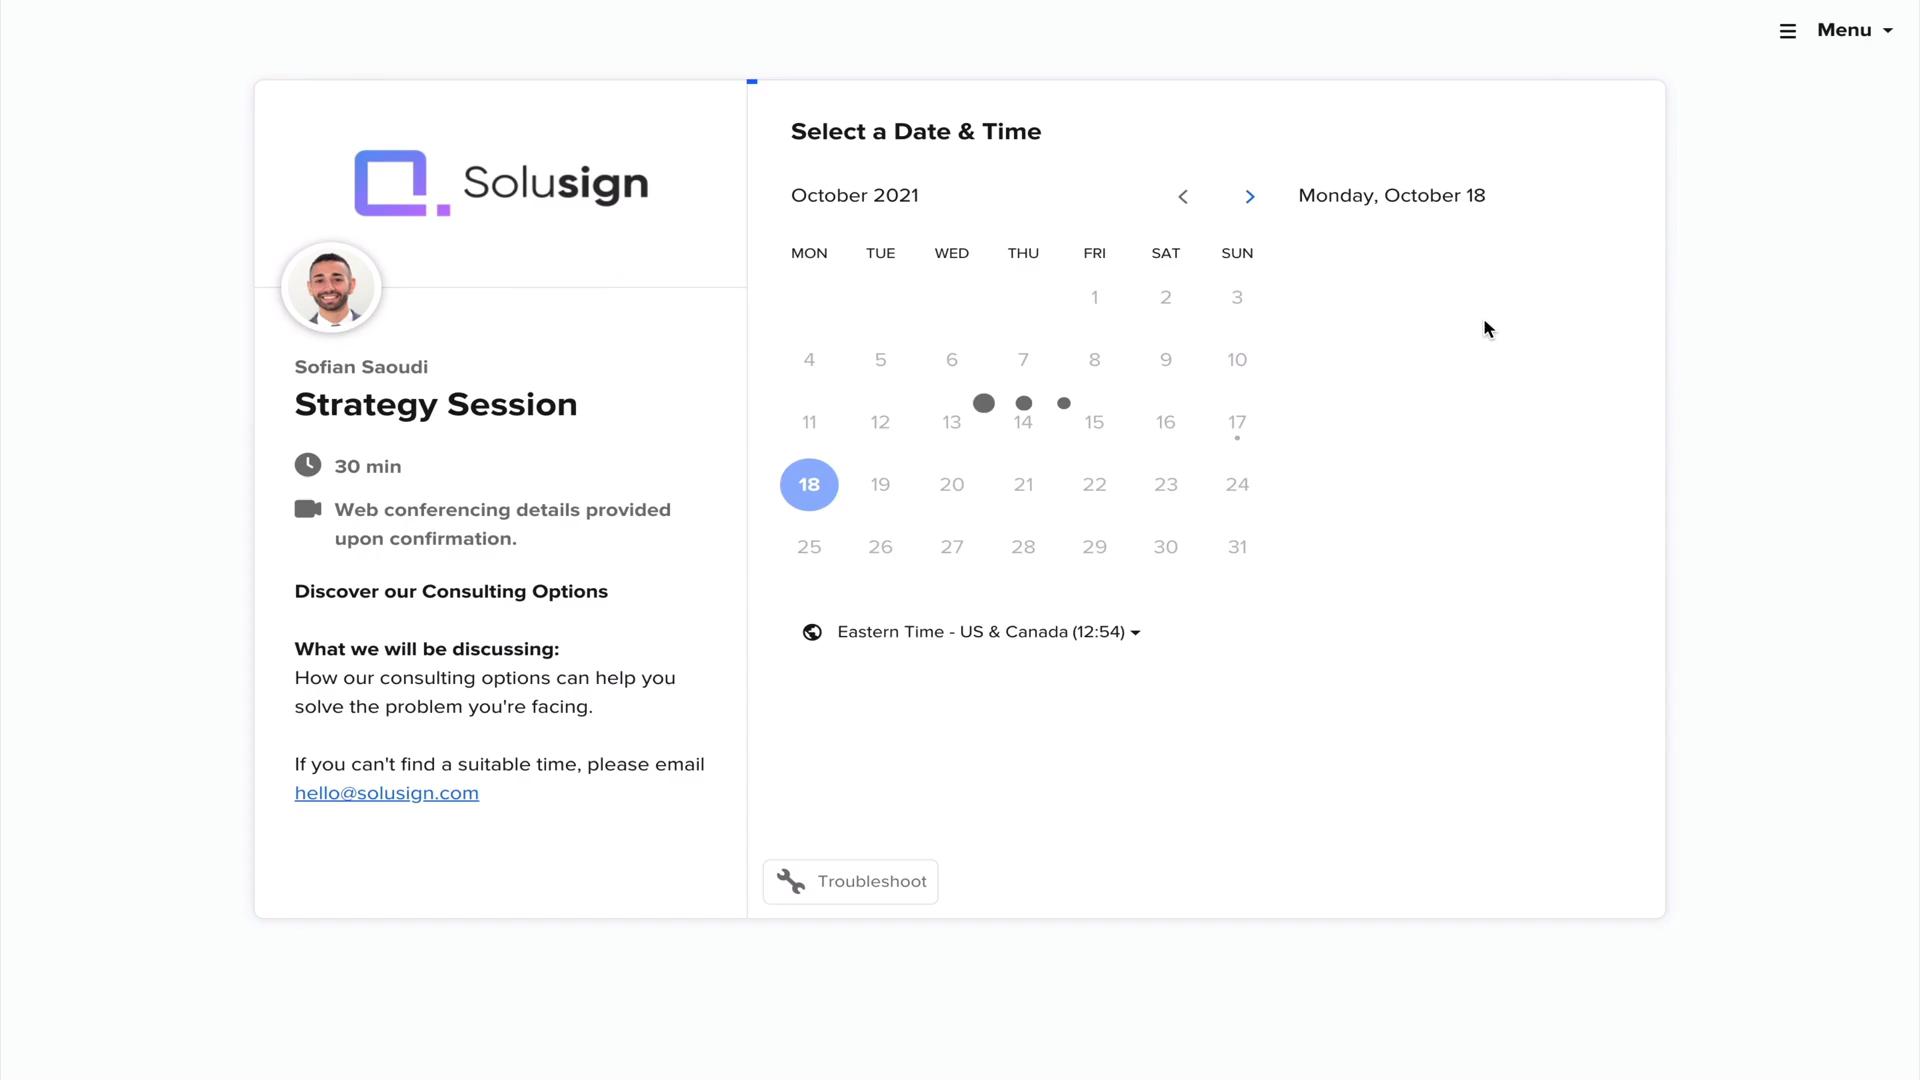 Menu
Solusign
Sofian Saoudi
Strategy Session
30 min
Web conferencing details provided
upon confirmation.
Discover our Consulting Options
What we will be discussing:
How our consulting options can help you
solve the problem you're facing.
If you can't find a suitable time, please email
hello@solusign.com
Select a Date & Time
October 2021
Monday, October 18
MON TUE WED THU FRI SAT SUN
1 2 3
4 5 6 7 8 9 10
11 12 13 14 15 16 17
18 19 20 21 22 23 24
25 26 27 28 29 30 31
Eastern Time - US & Canada (12:54)
Troubleshoot